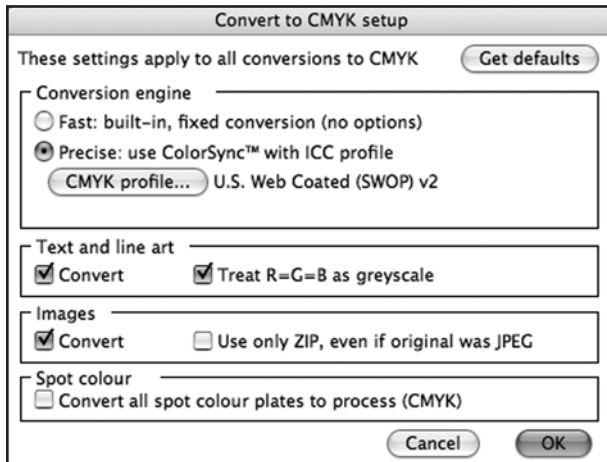 Convert to CMYK setup
These settings apply to all conversions to CMYK Get defaults
Conversion engine
Fast: built-in, fixed conversion (no options)
Precise: use ColorSync™ with ICC profile
CMYK profile... U.S. Web Coated (SWOP) v2
Text and line art
Convert Treat R=G=B as greyscale
Images
Convert Use only ZIP, even if original was JPEG
Spot colour
Convert all spot colour plates to process (CMYK)
Cancel OK